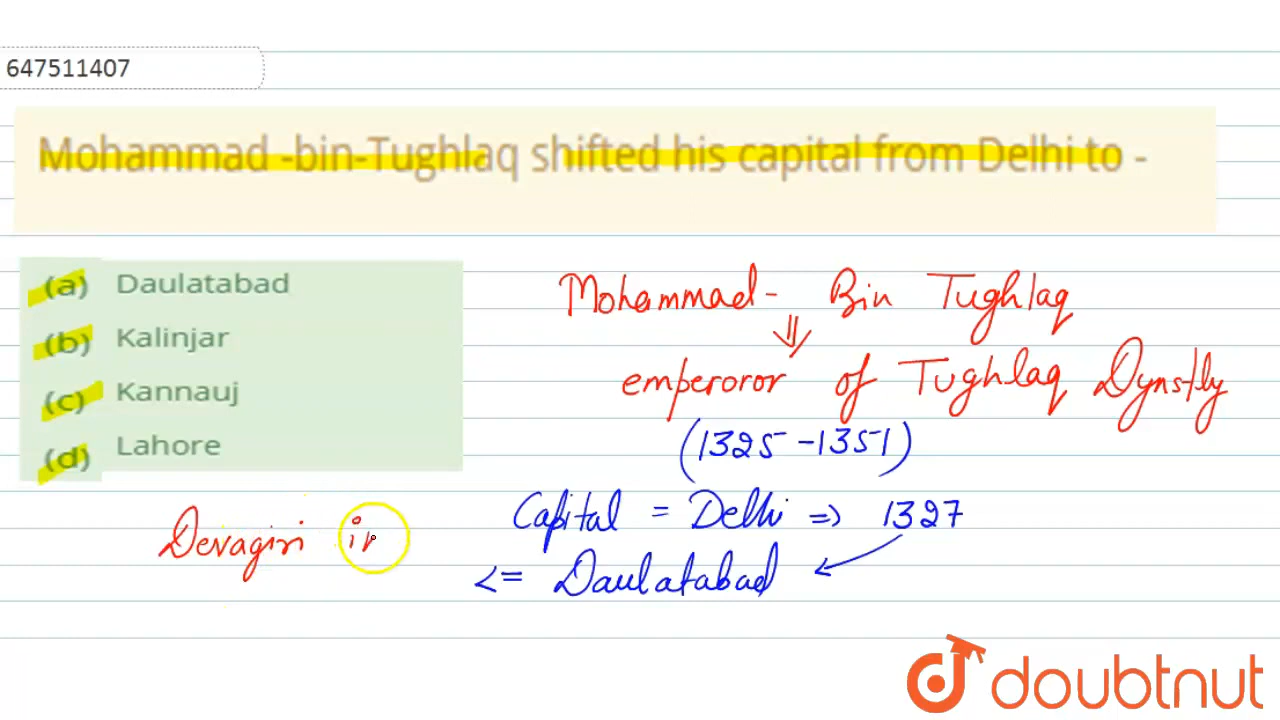 647511407
Mohammad -bin-Tughlaq shifted his capital from Delhi to -
(a) Daulatabad
(b) Kalinjar
(c) Kannauj
(d) Lahore
Mohammad- Bin Tughlaq
⇓
emperoror of Tughlaq Dynstly
(1325-1351)
Capital = Delhi ⇒ 1327
<= Daulatabad ←
Devagiri in
doubtnut